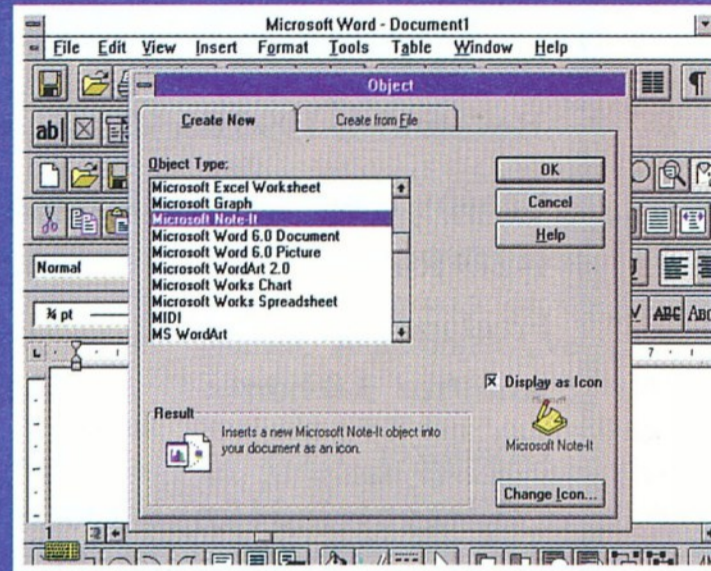 Microsoft Word - Document1
File Edit View Insert Format Tools Table Window Help
Object
Create New Create from File
Object Type:
Microsoft Excel Worksheet
Microsoft Graph
Microsoft Note-It
Microsoft Word 6.0 Document
Microsoft Word 6.0 Picture
Microsoft WordArt 2.0
Microsoft Works Chart
Microsoft Works Spreadsheet
MIDI
MS WordArt
OK
Cancel
Help
ab
Normal
¾ pt
ABC
7
Display as Icon
Microsoft Note-It
Change Icon...
Result
Inserts a new Microsoft Note-It object into
your document as an icon.
1